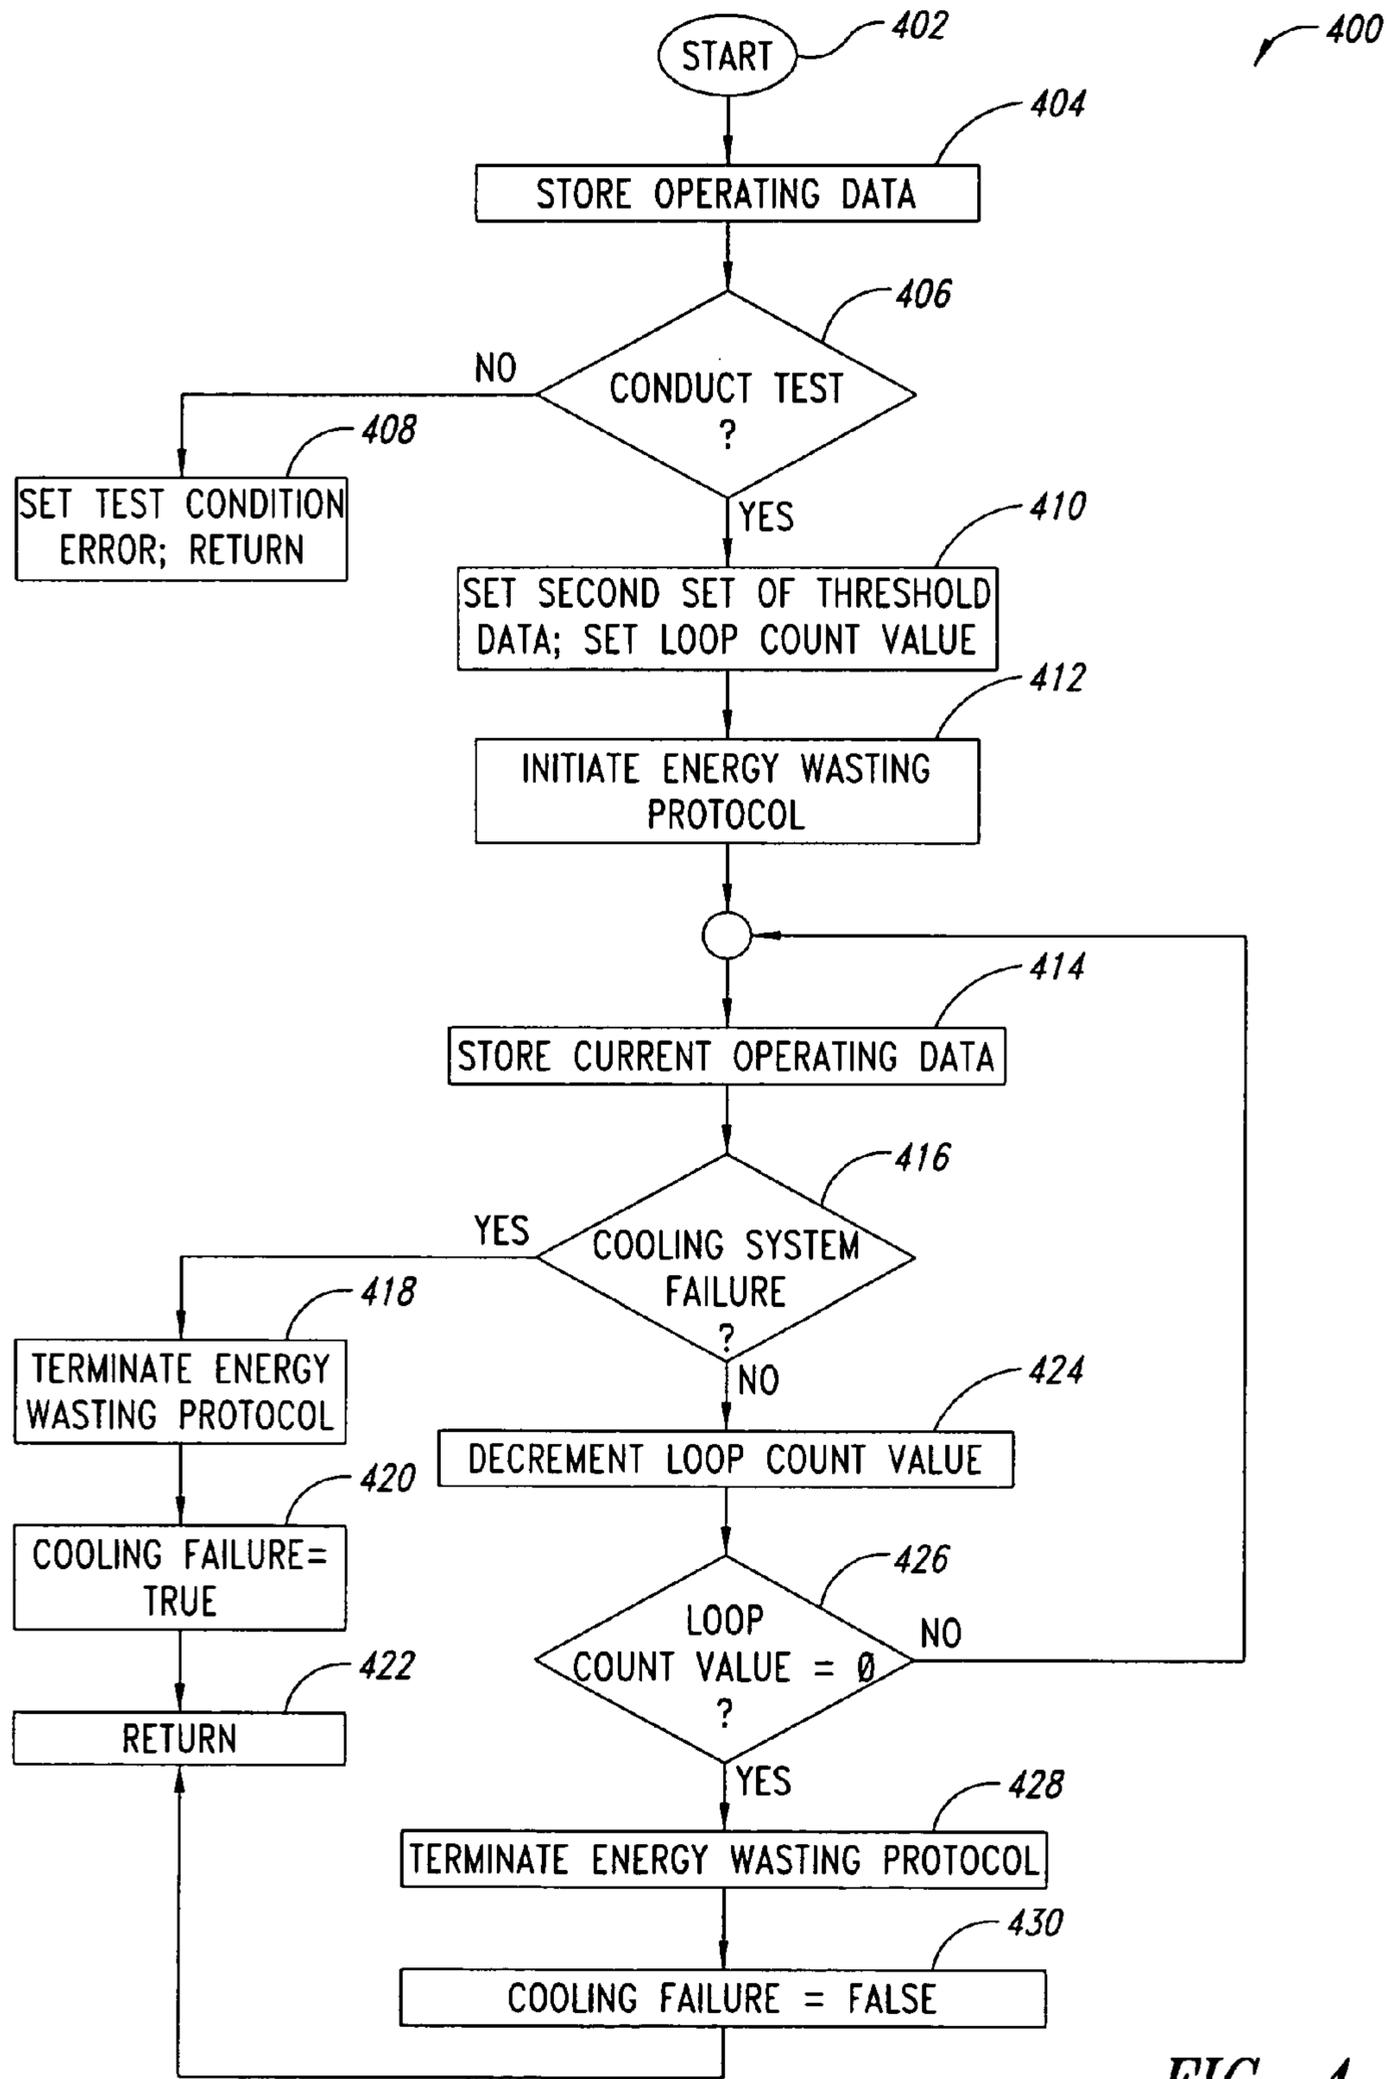 START
402
400
404
STORE OPERATING DATA
406
NO
CONDUCT TEST
?
408
SET TEST CONDITION
ERROR; RETURN
YES
410
SET SECOND SET OF THRESHOLD
DATA; SET LOOP COUNT VALUE
412
INITIATE ENERGY WASTING
PROTOCOL
414
STORE CURRENT OPERATING DATA
416
YES
COOLING SYSTEM
FAILURE
?
418
TERMINATE ENERGY
WASTING PROTOCOL
NO
424
DECREMENT LOOP COUNT VALUE
420
COOLING FAILURE=
TRUE
426
LOOP
COUNT VALUE = Ø
?
NO
422
RETURN
YES
428
TERMINATE ENERGY WASTING PROTOCOL
430
COOLING FAILURE = FALSE
FIG. 4